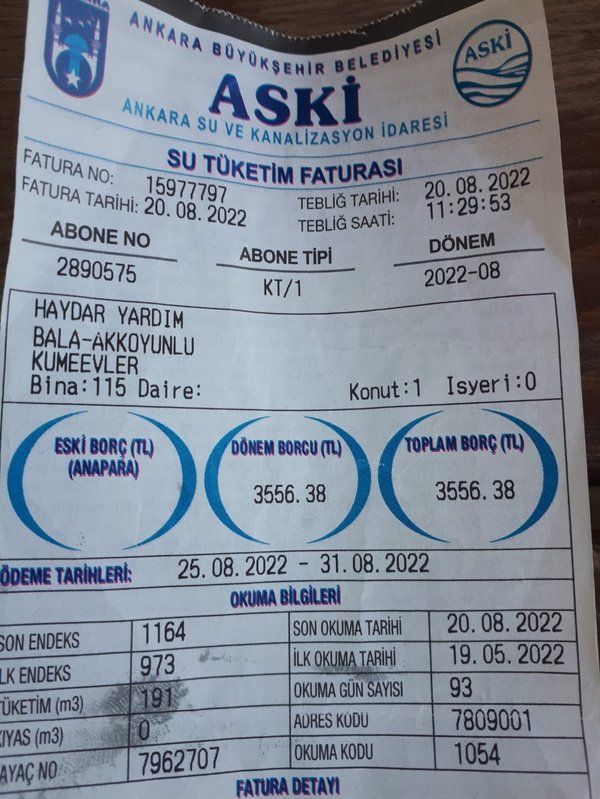 ANKARA BÜYÜKŞEHİR BELEDİYESİ
ASKİ
ASKİ
ANKARA SU VE KANALİZASYON İDARESİ
SU TÜKETİM FATURASI
FATURA NO: 15977797
TEBLİĞ TARİHİ: 20.08.2022
FATURA TARİHİ: 20.08.2022
TEBLİĞ SAATİ: 11:29:53
ABONE NO ABONE TİPİ DÖNEM
2890575 KT/1 2022-08
HAYDAR YARDIM
BALA-AKKOYUNLU
KUMEEVLER
Bina:115 Daire: Konut:1 Isyeri:0
ESKİ BORÇ (TL) DÖNEM BORCU (TL) TOPLAM BORÇ (TL)
(ANAPARA)
3556.38 3556.38
ÖDEME TARİHLERİ: 25.08.2022 - 31.08.2022
OKUMA BİLGİLERİ
SON ENDEKS 1164 SON OKUMA TARİHİ 20.08.2022
LK ENDEKS 973 İLK OKUMA TARİHİ 19.05.2022
TÜKETİM (m3) 191 OKUMA GÜN SAYISI 93
KIYAS (m3) 0 ADRES KODU 7809001
AYAÇ NO 7962707 OKUMA KODU 1054
FATURA DETAYI